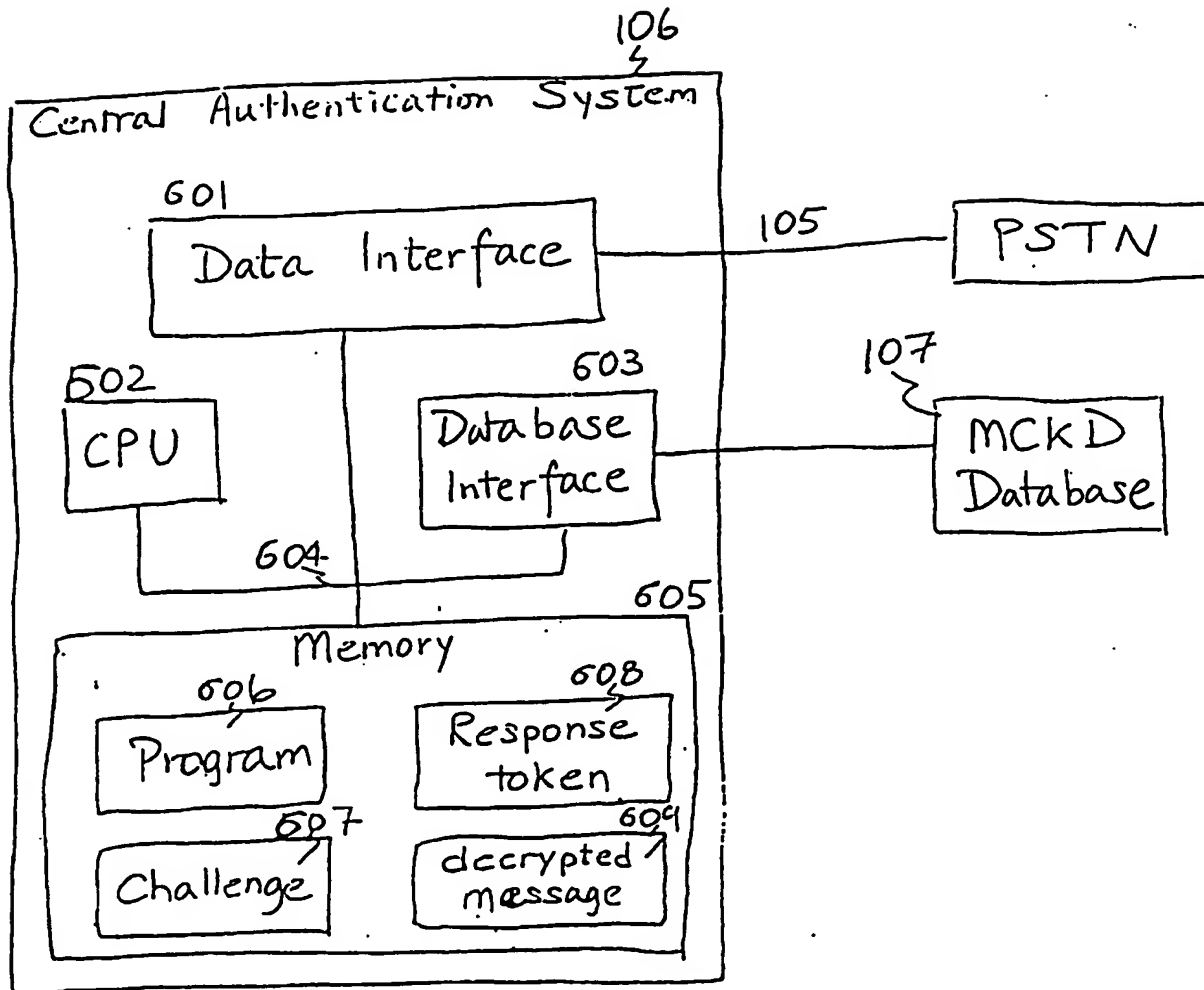 106
Central Authentication System
601
Data Interface
105
PSTN
602
CPU
603
Database
Interface
107
MCKD
Database
604
605
Memory
606
Program
608
Response
token
607
Challenge
609
decrypted
message